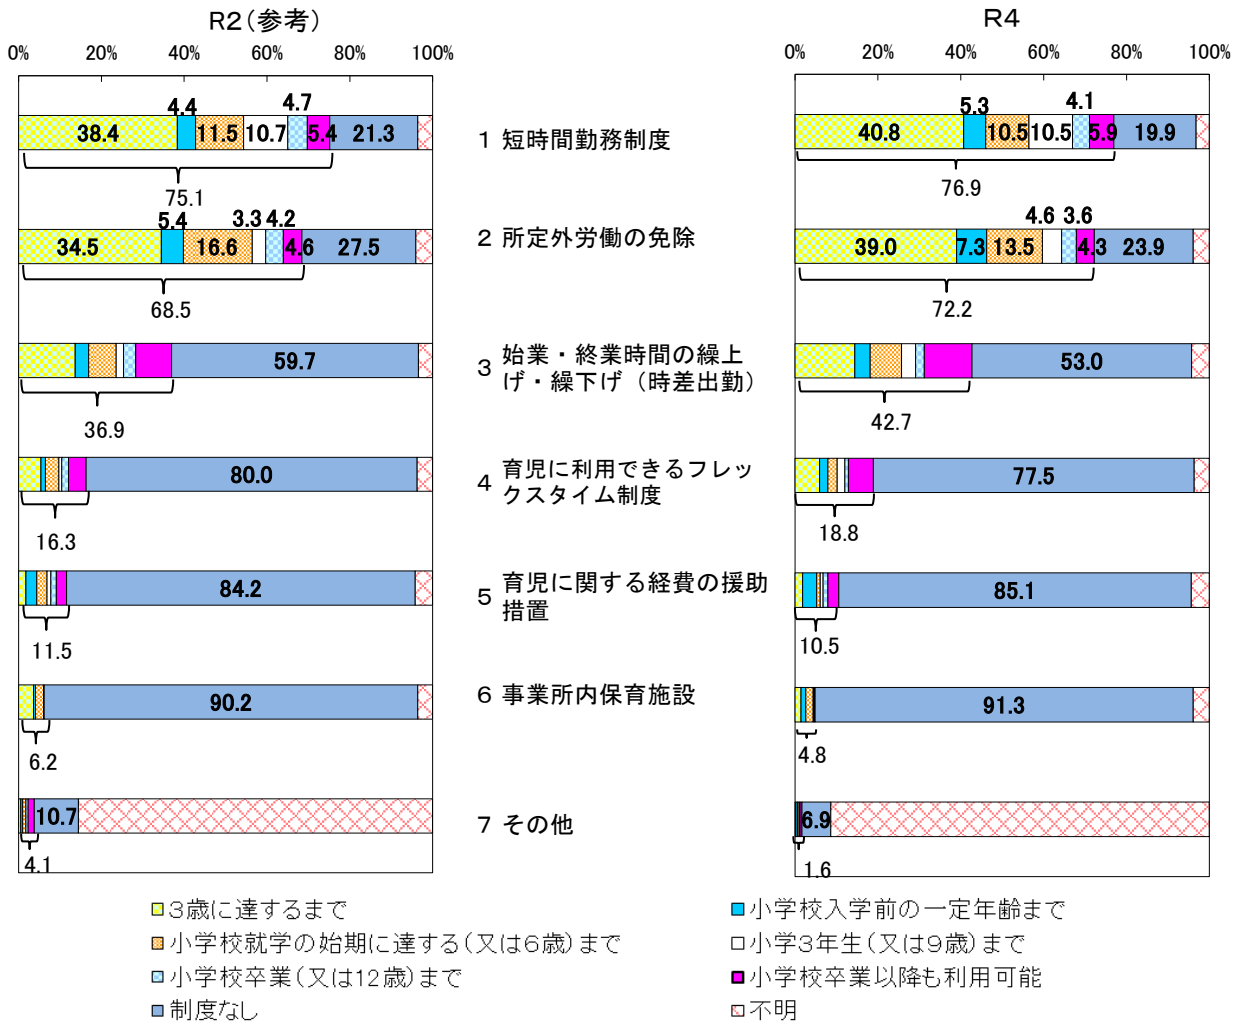 R2(参考)
R4
0% 20% 40% 60% 80% 100%
0% 20% 40% 60% 80% 100%
4.4 4.7
38.4 11.5 10.7 5.4 21.3
75.1
1 短時間勤務制度
5.3 4.1
40.8 10.5 10.5 5.9 19.9
76.9
5.4 3.3 4.2
34.5 16.6 4.6 27.5
68.5
2 所定外労働の免除
4.6 3.6
39.0 7.3 13.5 4.3 23.9
72.2
59.7
36.9
3 始業・終業時間の繰上
げ・繰下げ（時差出勤）
53.0
42.7
80.0
16.3
4 育児に利用できるフレッ
クスタイム制度
77.5
18.8
84.2
11.5
5 育児に関する経費の援助
措置
85.1
10.5
90.2
6.2
6 事業所内保育施設
91.3
4.8
10.7
4.1
7 その他
6.9
1.6
3歳に達するまで
小学校入学前の一定年齢まで
小学校就学の始期に達する(又は6歳)まで
小学3年生(又は9歳)まで
小学校卒業(又は12歳)まで
小学校卒業以降も利用可能
制度なし
不明